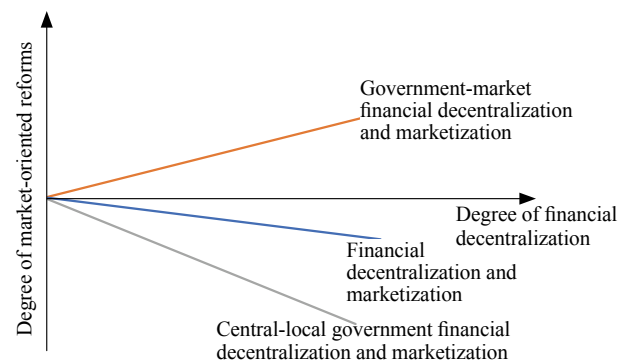 Degree of market-oriented reforms
Government-market
financial decentralization
and marketization
Degree of financial
decentralization
Financial
decentralization and
marketization
Central-local government financial
decentralization and marketization